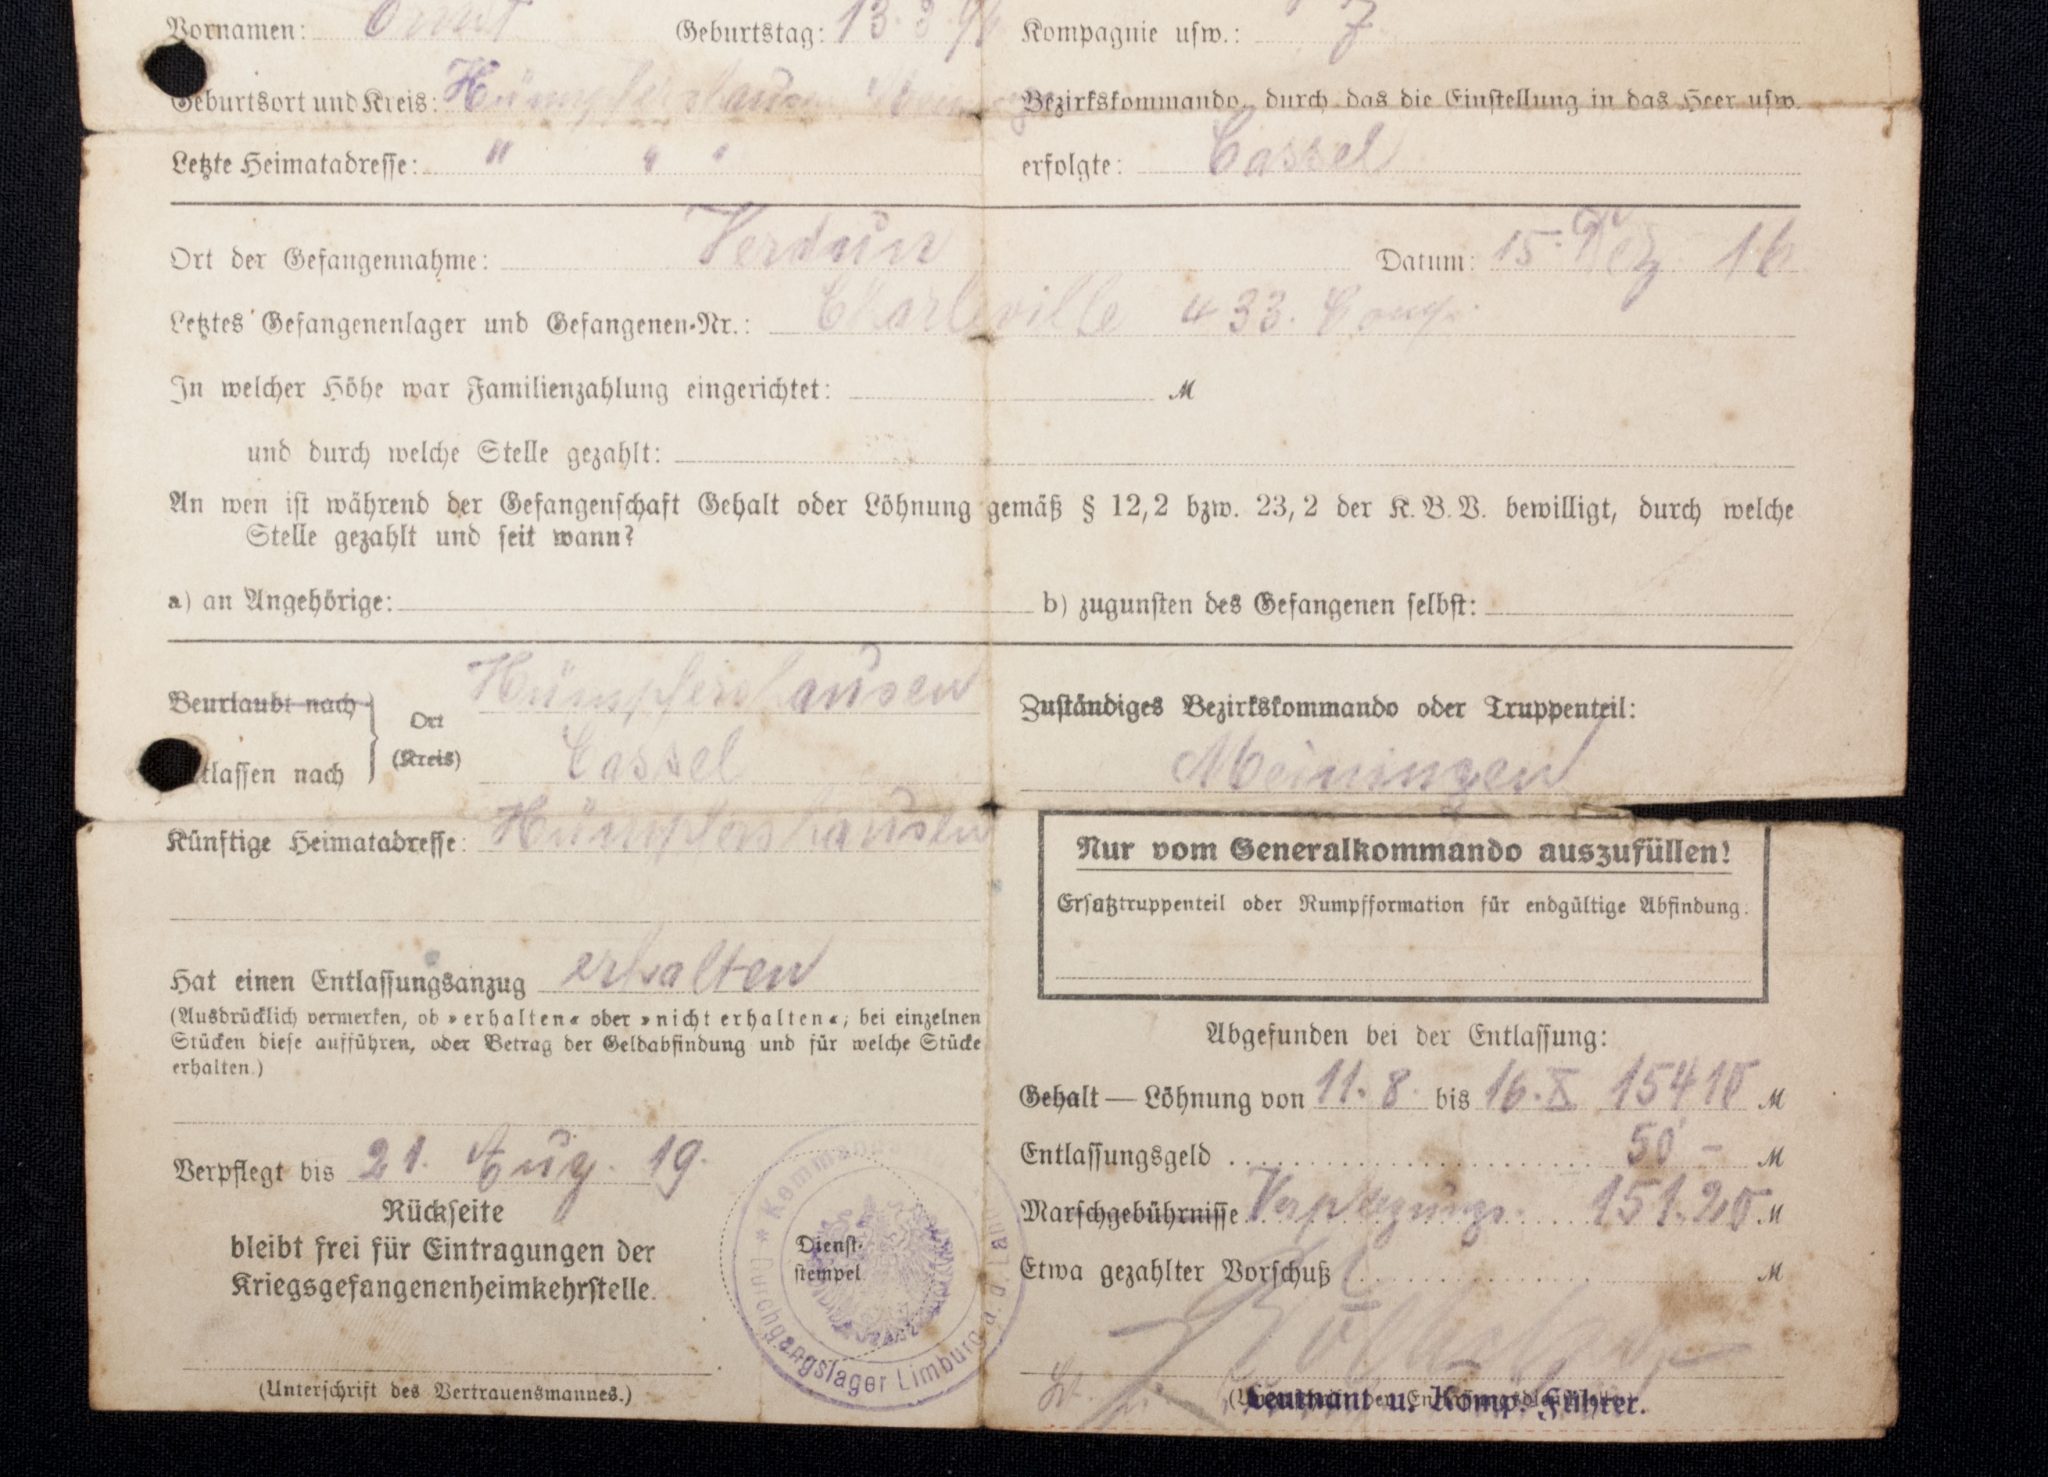 Vornamen: Ernst Geburtstag: 13.3.96 Kompagnie usw.: 7
Geburtsort und Kreis: Hümpfershausen
Bezirkskommando, durch das die Einstellung in das Heer usw.
Letzte Heimatadresse: " " "
erfolgte: Cassel
Ort der Gefangennahme: Verdun Datum: 15. Dez 16
Letztes Gefangenenlager und Gefangenen-Nr.: Charleville 433. Comp.
In welcher Höhe war Familienzahlung eingerichtet: M
und durch welche Stelle gezahlt:
An wen ist während der Gefangenschaft Gehalt oder Löhnung gemäß § 12,2 bzw. 23,2 der K.B.V. bewilligt, durch welche
Stelle gezahlt und seit wann?
a) an Angehörige: b) zugunsten des Gefangenen selbst:
Beurlaubt nach
Entlassen nach
Ort
(Kreis)
Hümpfershausen
Cassel
Zuständiges Bezirkskommando oder Truppenteil:
Meiningen
Künftige Heimatadresse: Hümpfershausen
Nur vom Generalkommando auszufüllen!
Ersatztruppenteil oder Rumpfformation für endgültige Abfindung.
Hat einen Entlassungsanzug erhalten
(Ausdrücklich vermerken, ob »erhalten« oder »nicht erhalten«; bei einzelnen
Stücken diese aufführen, oder Betrag der Geldabfindung und für welche Stücke
erhalten.)
Abgefunden bei der Entlassung:
Gehalt — Löhnung von 11.8. bis 16.X 154 10 M
Entlassungsgeld 50 – M
Marschgebührnisse Verpflegungs. 151.20 M
Etwa gezahlter Vorschuß M
Verpflegt bis 21. Aug. 19.
Rückseite
bleibt frei für Eintragungen der
Kriegsgefangenenheimkehrstelle.
(Unterschrift des Vertrauensmannes.)
Dienst-
stempel
Durchgangslager Limburg a. d. Lahn
Leutnant u. Komp. Führer.